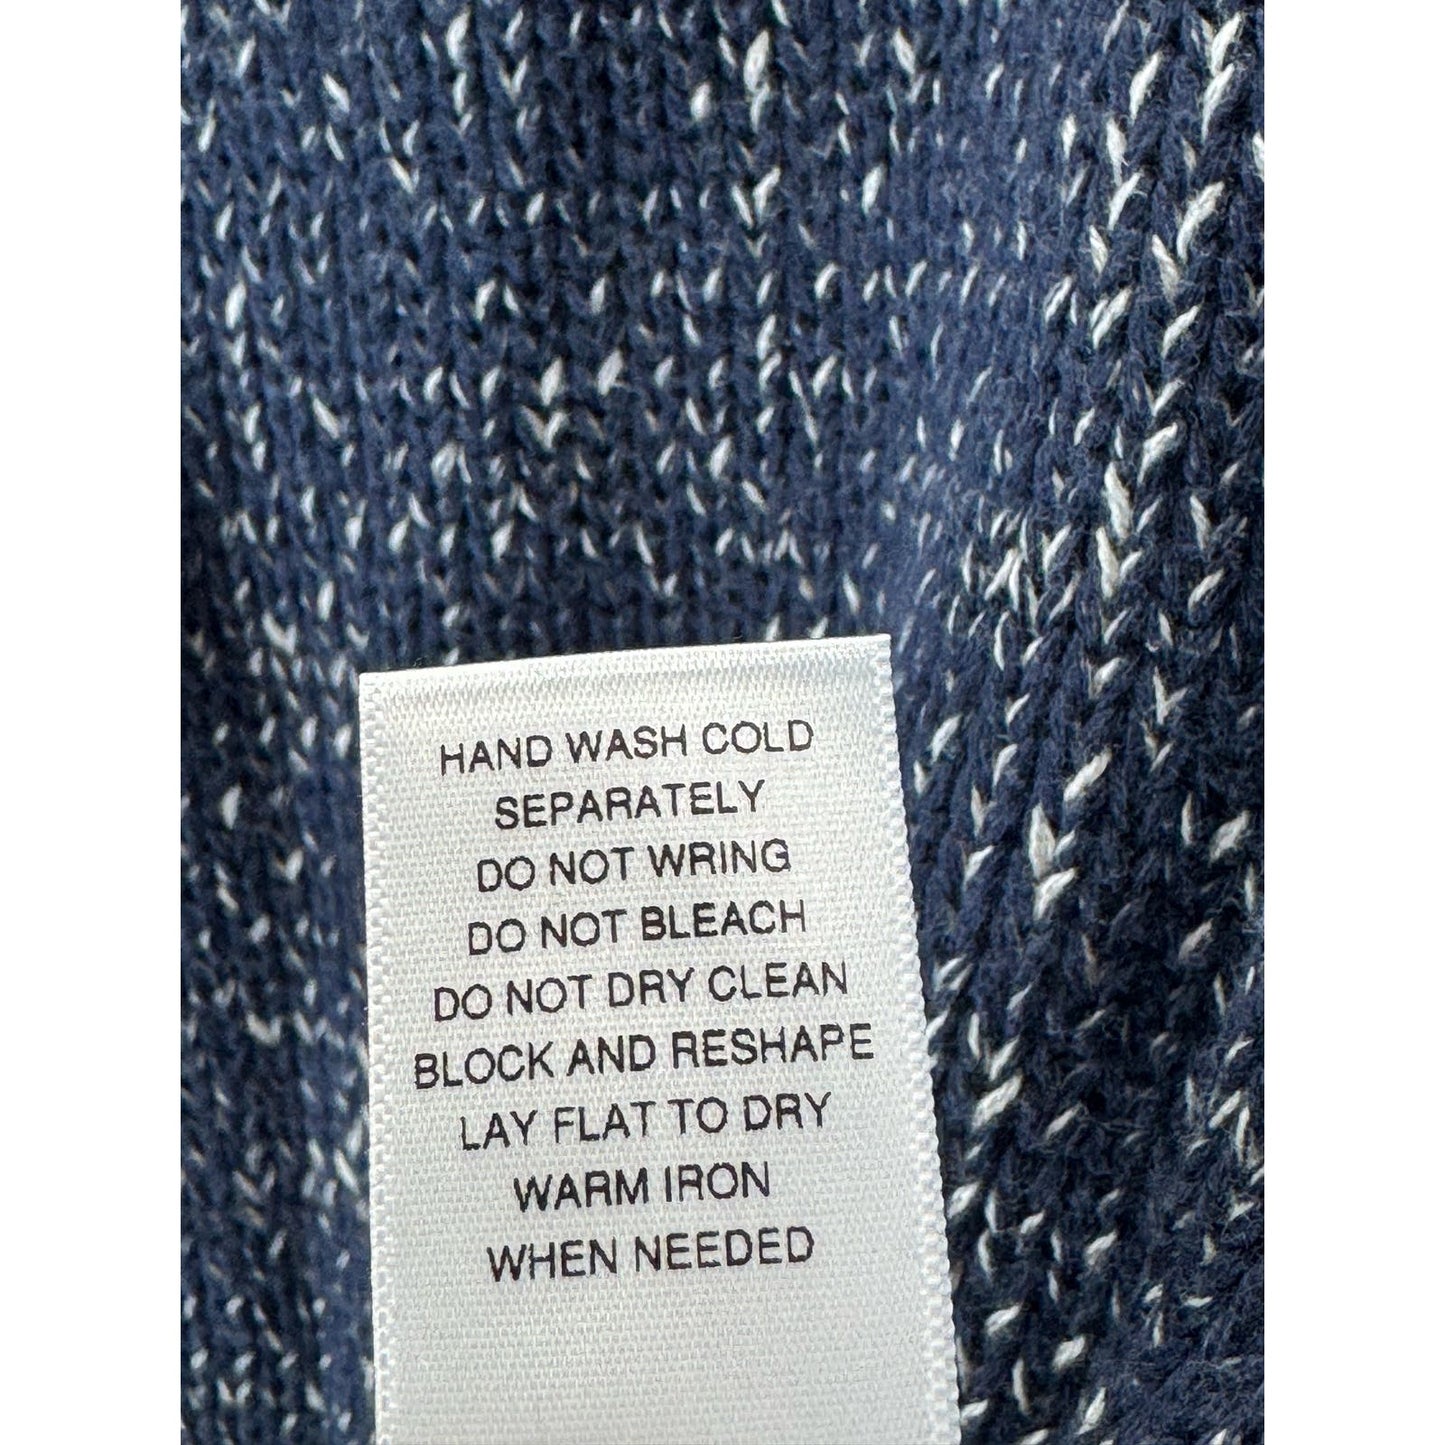 HAND WASH COLD
SEPARATELY
DO NOT WRING
DO NOT BLEACH
DO NOT DRY CLEAN
BLOCK AND RESHAPE
LAY FLAT TO DRY
WARM IRON
WHEN NEEDED